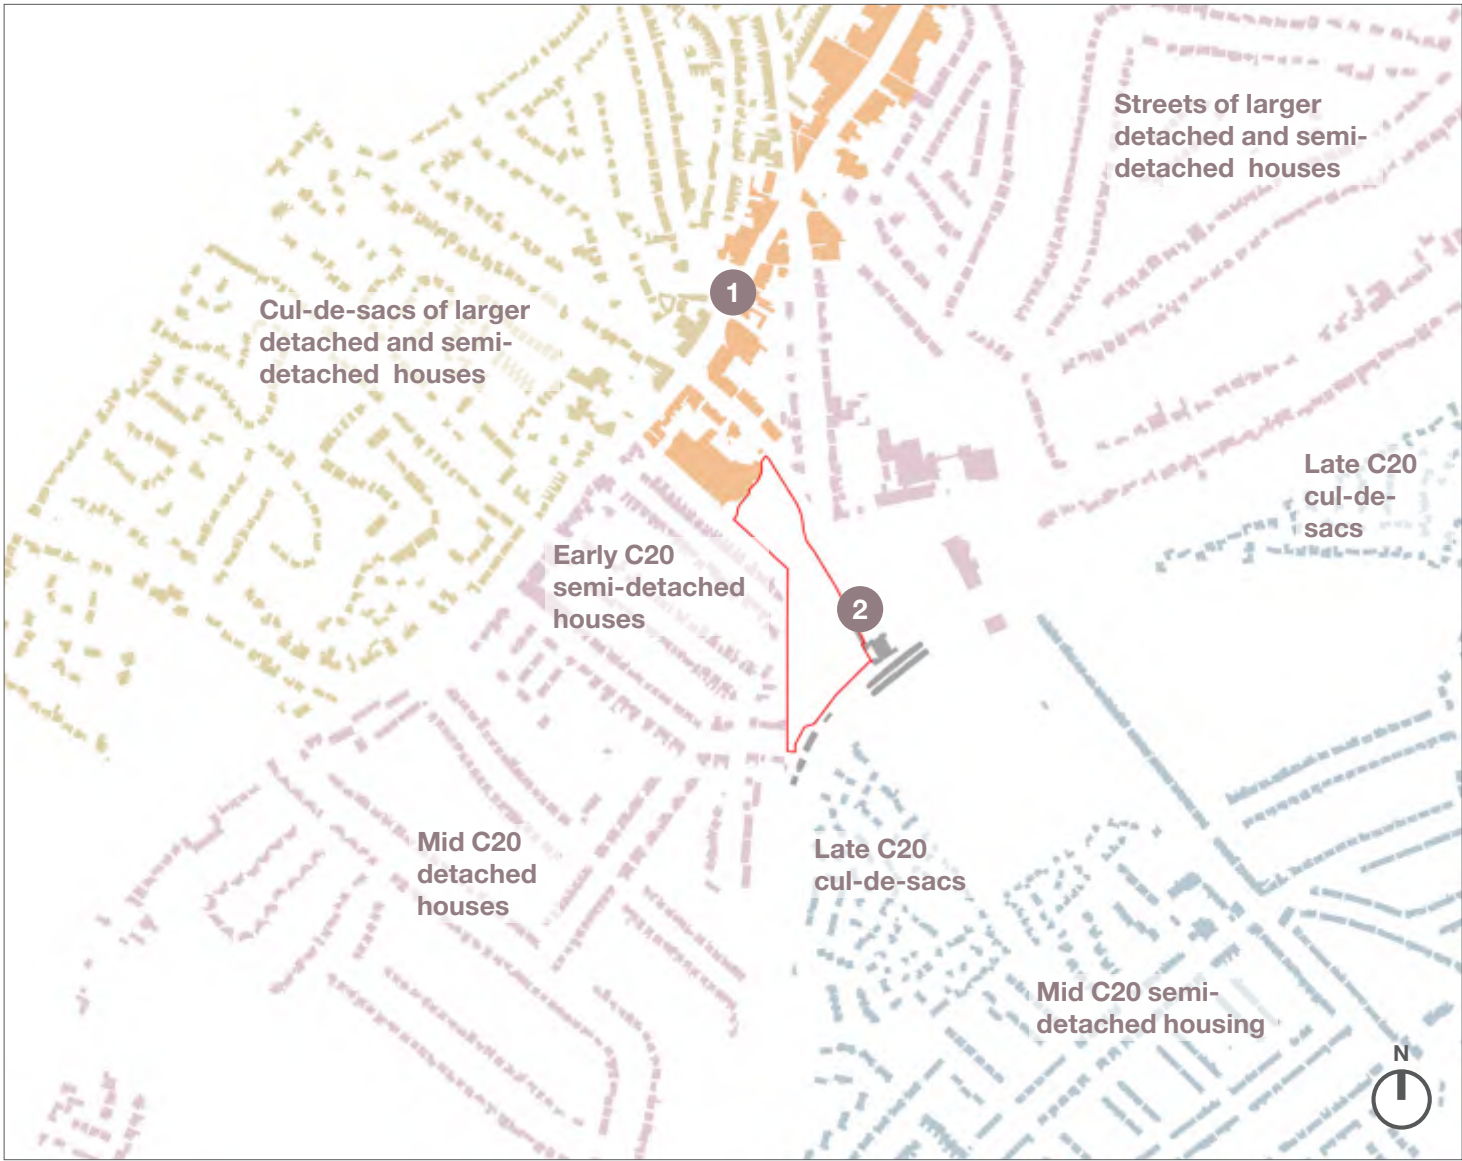 Streets of larger
detached and semi-
detached houses
1
Cul-de-sacs of larger
detached and semi-
detached houses
Late C20
cul-de-
sacs
Early C20
semi-detached
houses
2
Mid C20
detached
houses
Late C20
cul-de-sacs
Mid C20 semi-
detached housing
N